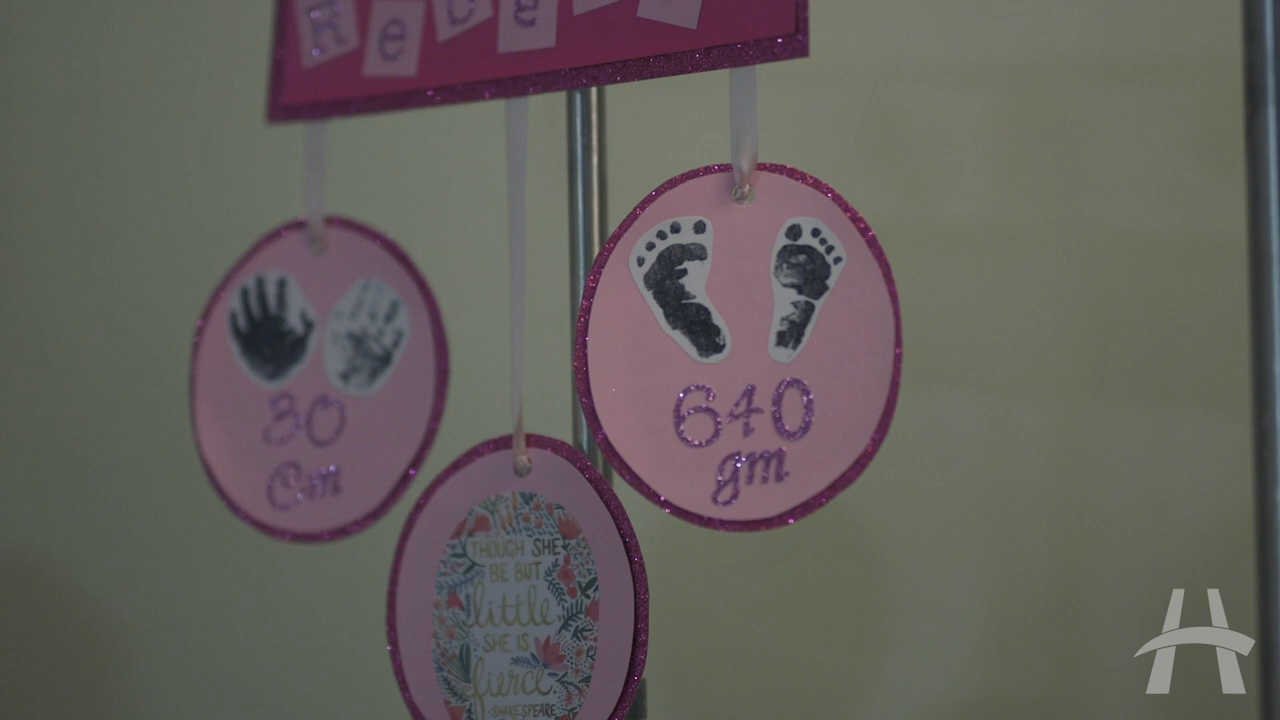 30
Cm
640
gm
THOUGH SHE
BE BUT
little
SHE IS
fierce.
-SHAKESPEARE